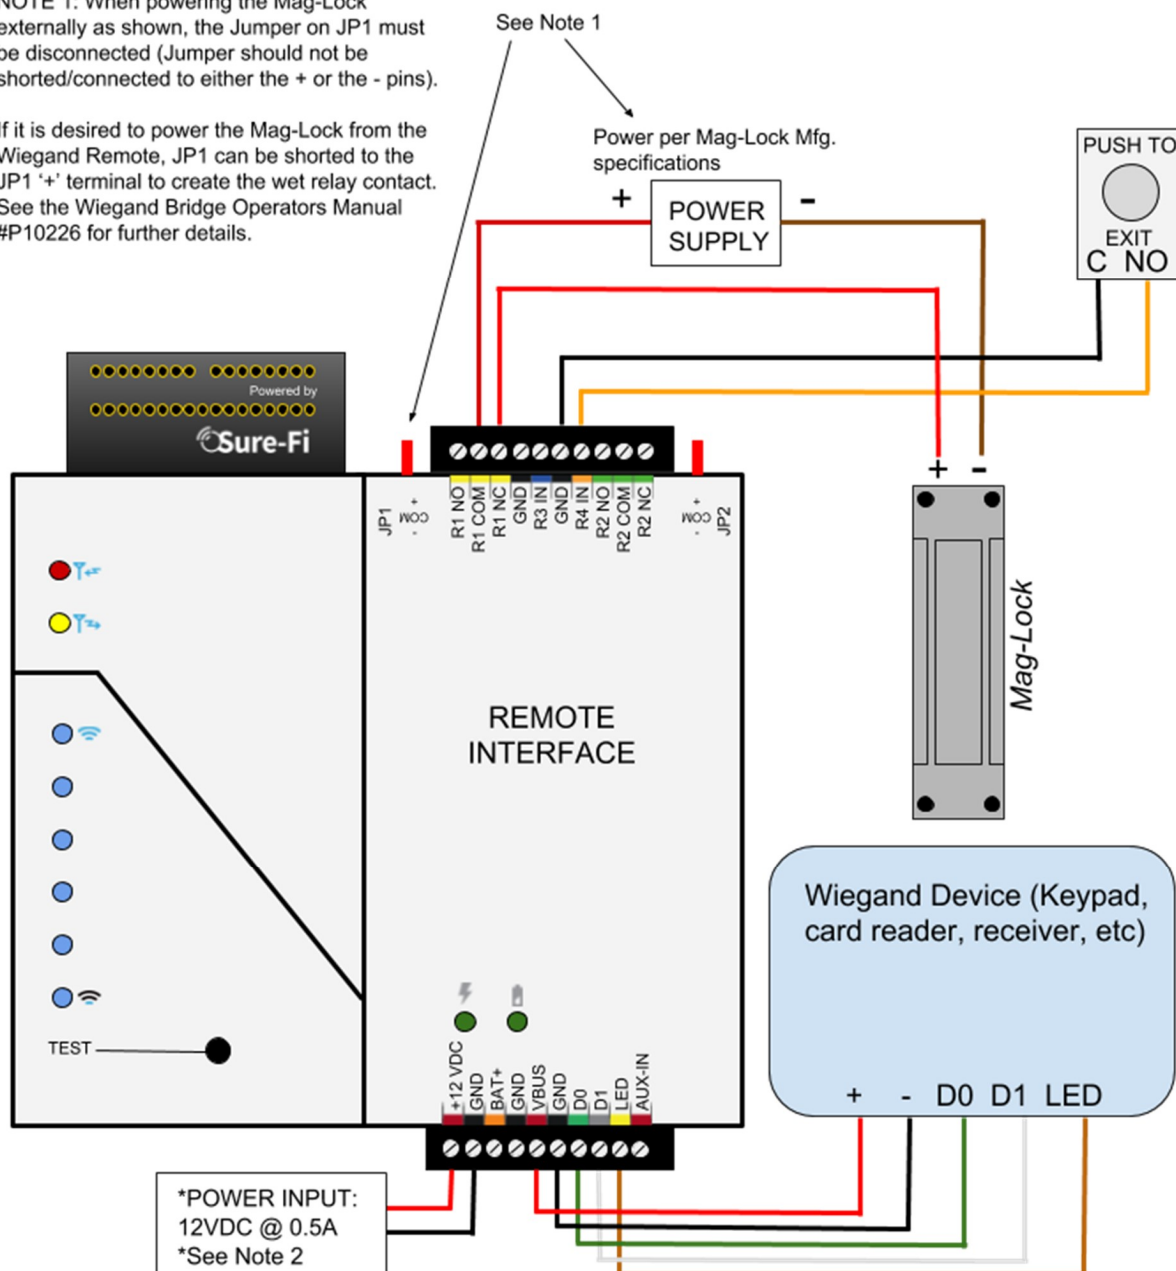 NOTE 1: When powering the Mag-Lock
externally as shown, the Jumper on JP1 must
be disconnected (Jumper should not be
shorted/connected to either the + or the - pins).
If it is desired to power the Mag-Lock from the
Wiegand Remote, JP1 can be shorted to the
JP1 ‘+’ terminal to create the wet relay contact.
See the Wiegand Bridge Operators Manual
#P10226 for further details.
See Note 1
Power per Mag-Lock Mfg.
specifications
+ POWER -
SUPPLY
PUSH TO
EXIT
C NO
Powered by
Sure-Fi
JP1
+
COM
-
R1 NO
R1 COM
R1 NC
GND
R3 IN
GND
R4 IN
R2 NO
R2 COM
R2 NC
+
COM
-
JP2
+ -
Mag-Lock
REMOTE
INTERFACE
Wiegand Device (Keypad,
card reader, receiver, etc)
+ - D0 D1 LED
TEST
+12 VDC
GND
BAT+
GND
VBUS
GND
D0
D1
LED
AUX-IN
*POWER INPUT:
12VDC @ 0.5A
*See Note 2